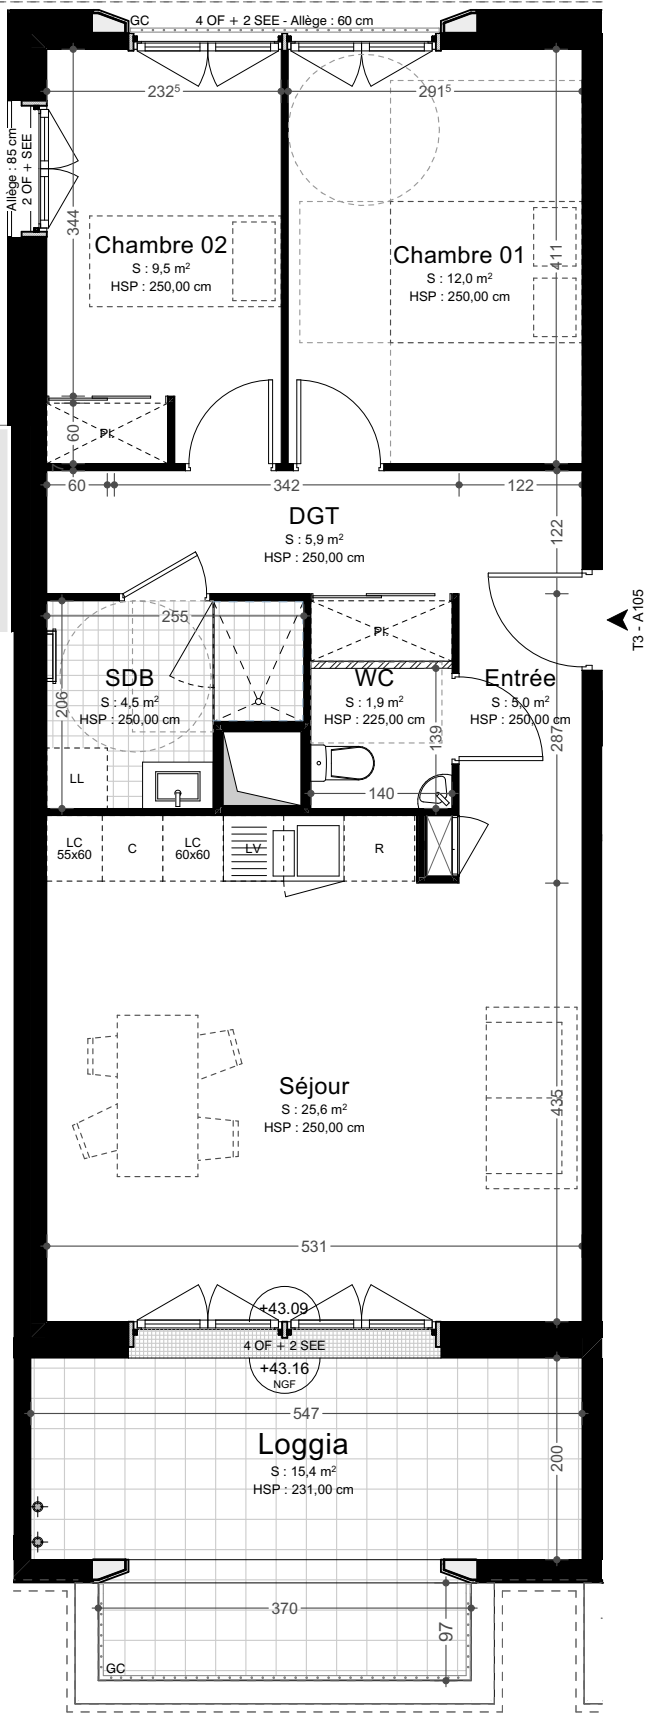 GC
4 OF + 2 SEE - Allège : 60 cm
232⁵
291⁵
Allège : 85 cm
2 OF + SEE
344
Chambre 02
S : 9,5 m²
HSP : 250,00 cm
Chambre 01
S : 12,0 m²
HSP : 250,00 cm
411
60
PL
60
342
122
DGT
S : 5,9 m²
HSP : 250,00 cm
122
T3 - A105
255
PL
SDB
S : 4,5 m²
HSP : 250,00 cm
206
WC
S : 1,9 m²
HSP : 225,00 cm
139
Entrée
S : 5,0 m²
HSP : 250,00 cm
287
LL
140
LC
55x60
C
LC
60x60
LV
R
Séjour
S : 25,6 m²
HSP : 250,00 cm
435
531
+43.09
4 OF + 2 SEE
+43.16
NGF
547
Loggia
S : 15,4 m²
HSP : 231,00 cm
200
370
97
GC